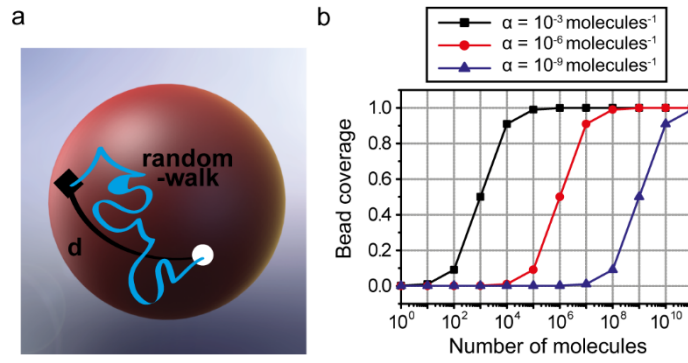 a
random
-walk
d
b
α = 10⁻³ molecules⁻¹
α = 10⁻⁶ molecules⁻¹
α = 10⁻⁹ molecules⁻¹
1.0
0.8
0.6
0.4
0.2
0.0
Bead coverage
10⁰ 10² 10⁴ 10⁶ 10⁸ 10¹⁰
Number of molecules